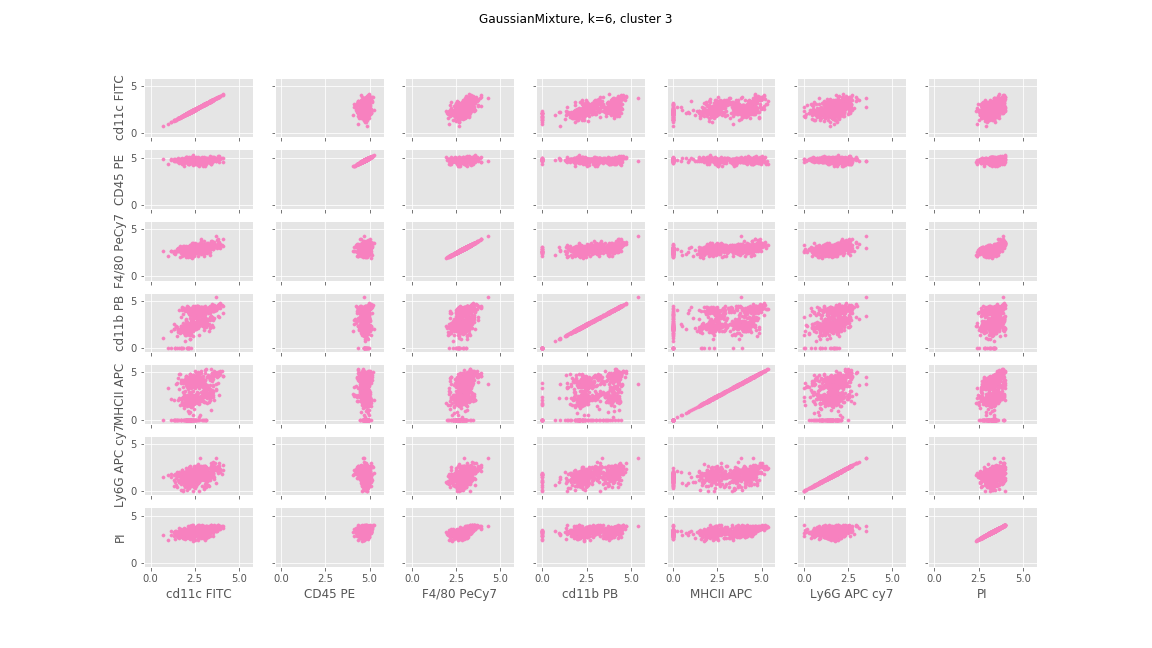 GaussianMixture, k=6, cluster 3
cd11c FITC
5
0
CD45 PE
5
0
F4/80 PeCy7
5
0
cd11b PB
5
0
MHCII APC
5
0
Ly6G APC cy7
5
0
PI
5
0
0.0 2.5 5.0 0.0 2.5 5.0 0.0 2.5 5.0 0.0 2.5 5.0 0.0 2.5 5.0 0.0 2.5 5.0 0.0 2.5 5.0
cd11c FITC CD45 PE F4/80 PeCy7 cd11b PB MHCII APC Ly6G APC cy7 PI